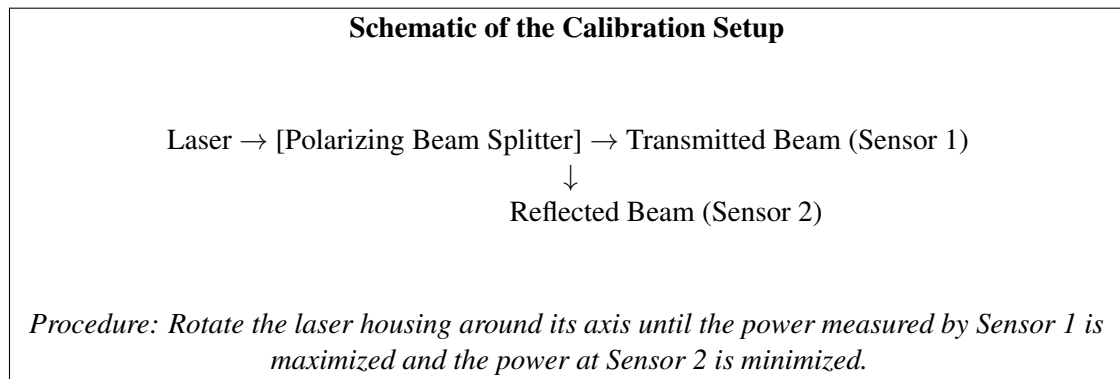 Schematic of the Calibration Setup
Laser → [Polarizing Beam Splitter] → Transmitted Beam (Sensor 1)
↓
Reflected Beam (Sensor 2)
Procedure: Rotate the laser housing around its axis until the power measured by Sensor 1 is
maximized and the power at Sensor 2 is minimized.